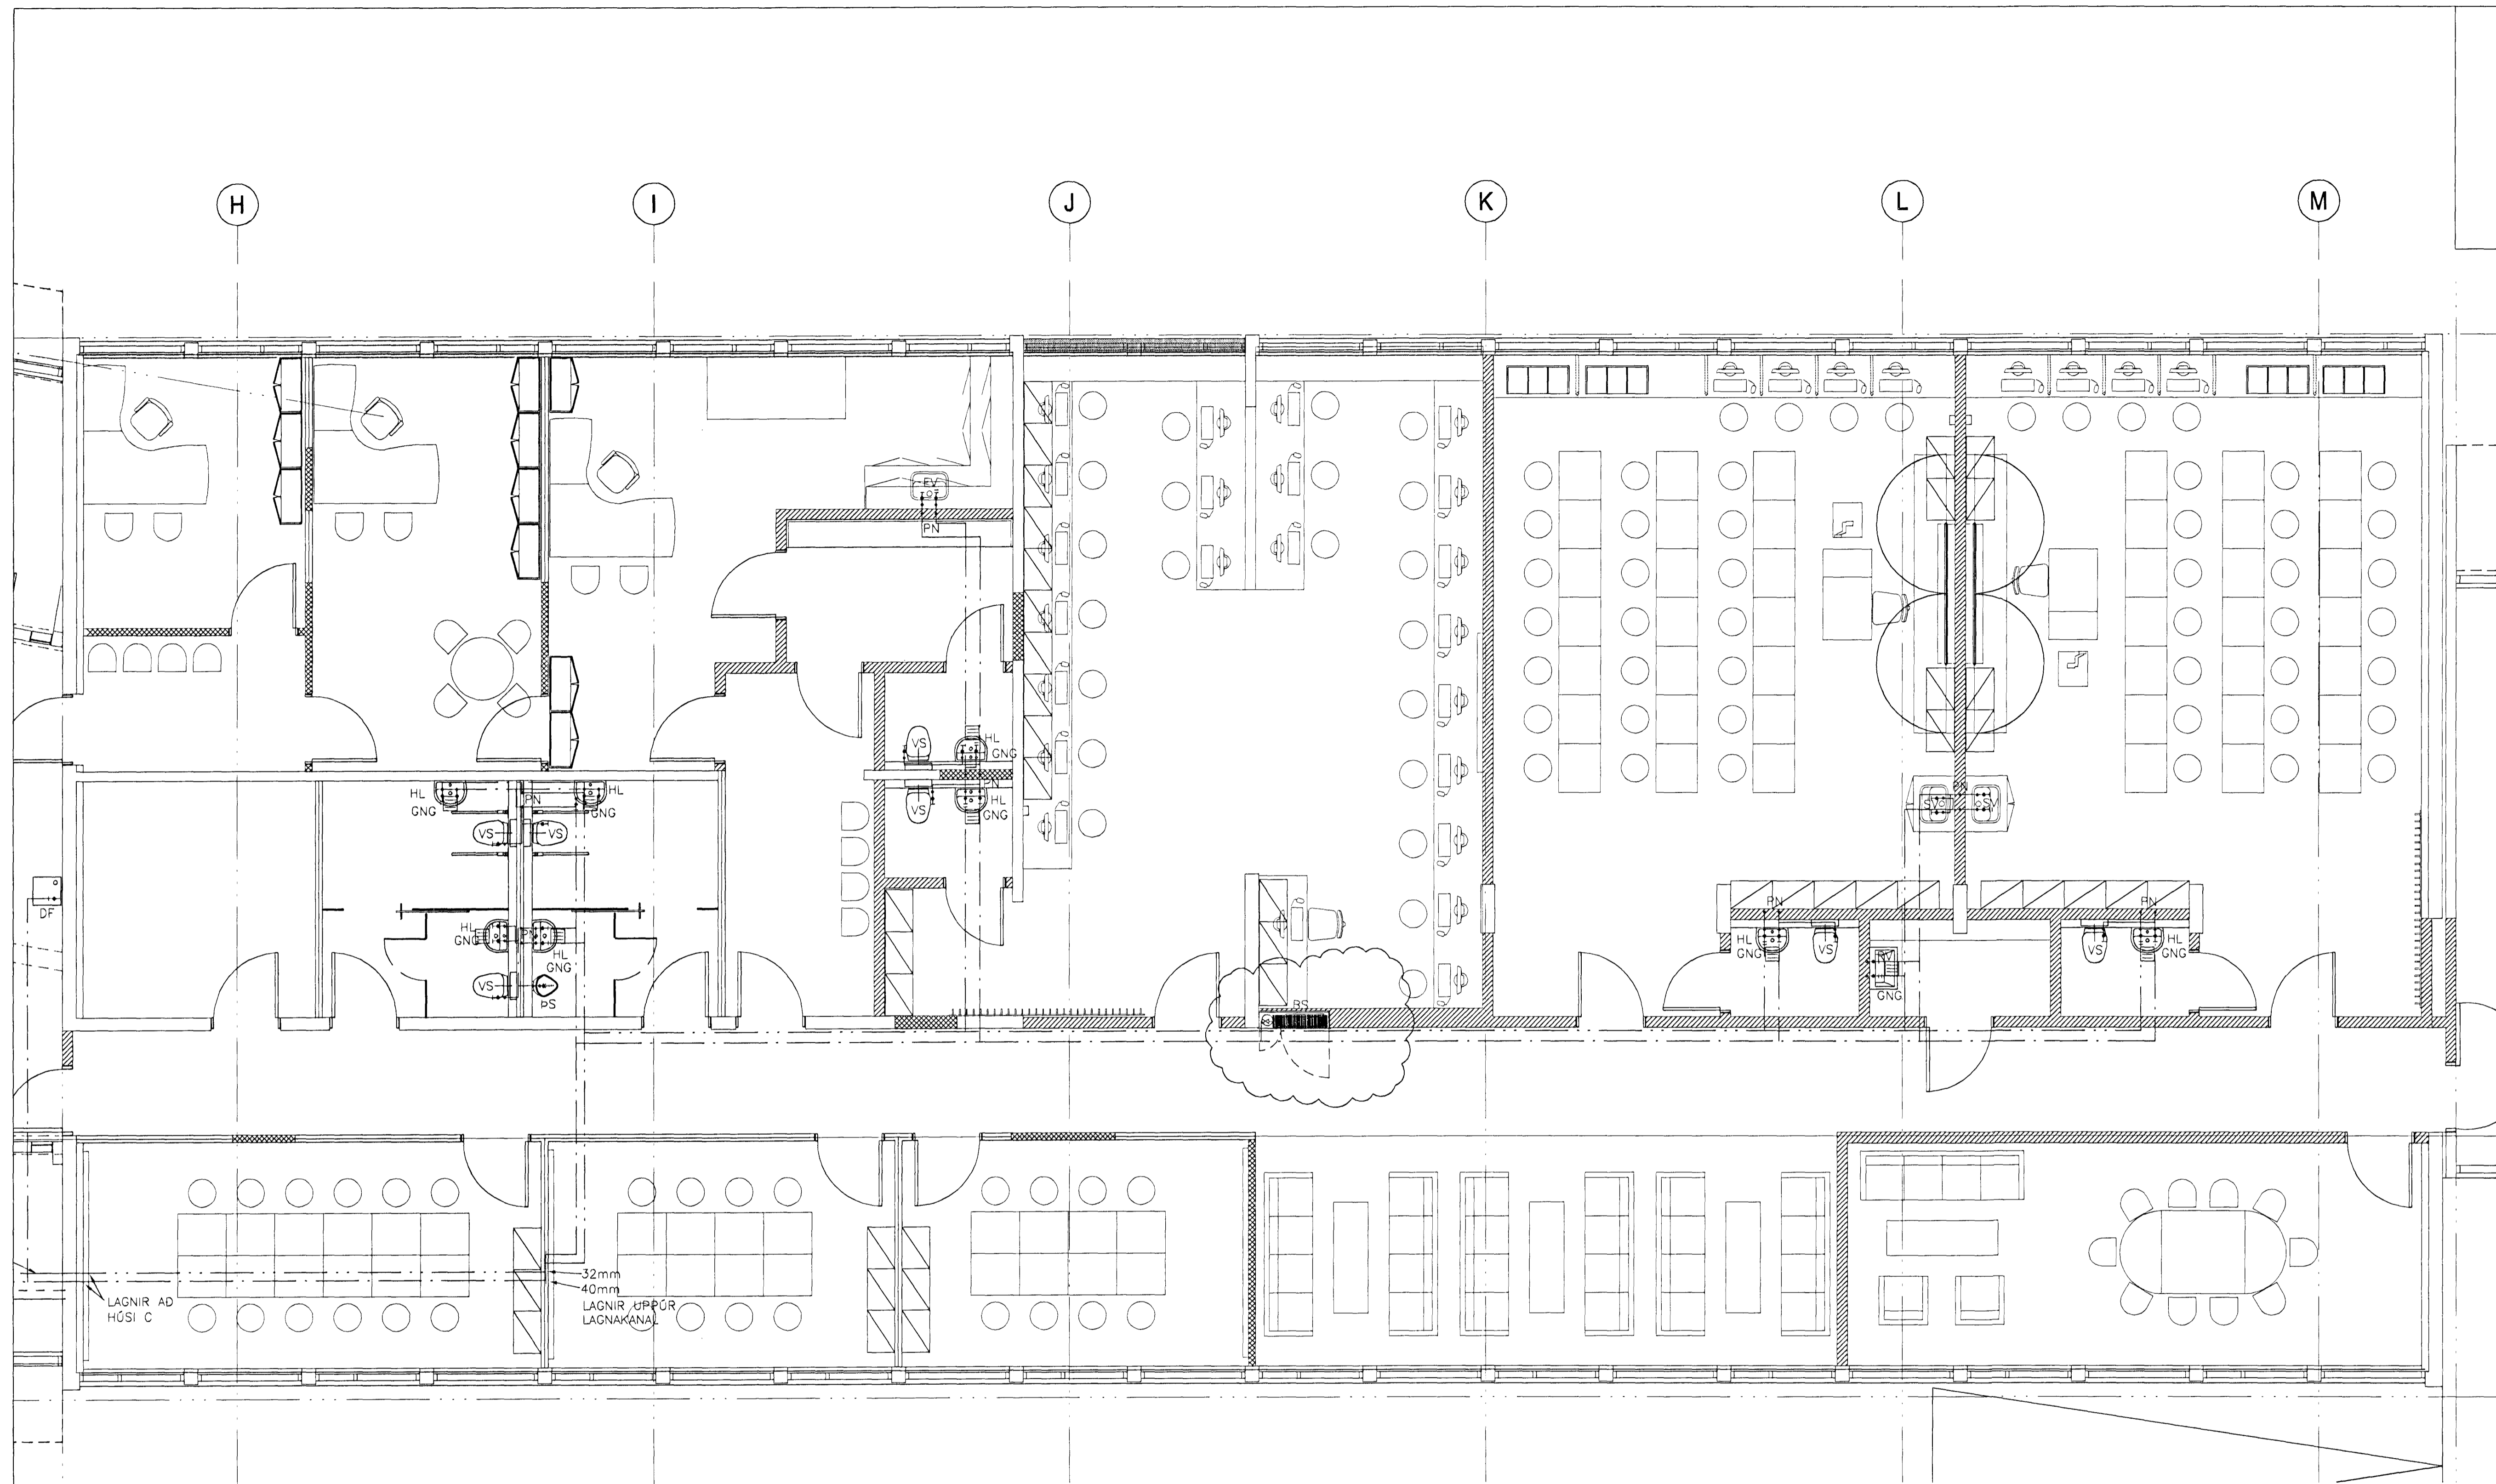 H
I
J
K
L
M
EV
PN
VS
HL
GNG
PN
VS
HL
GNG
HL
GNG
PN
HL
GNG
VS
VS
SV
SV
DF
HL
GNG
PN
HL
GNG
VS
PS
PN
HL
GNG
VS
GNG
PN
VS
HL
GNG
BS
32mm
40mm
LAGNIR UPPÚR
LAGNAKANAL
LAGNIR AÐ
HÚSI C